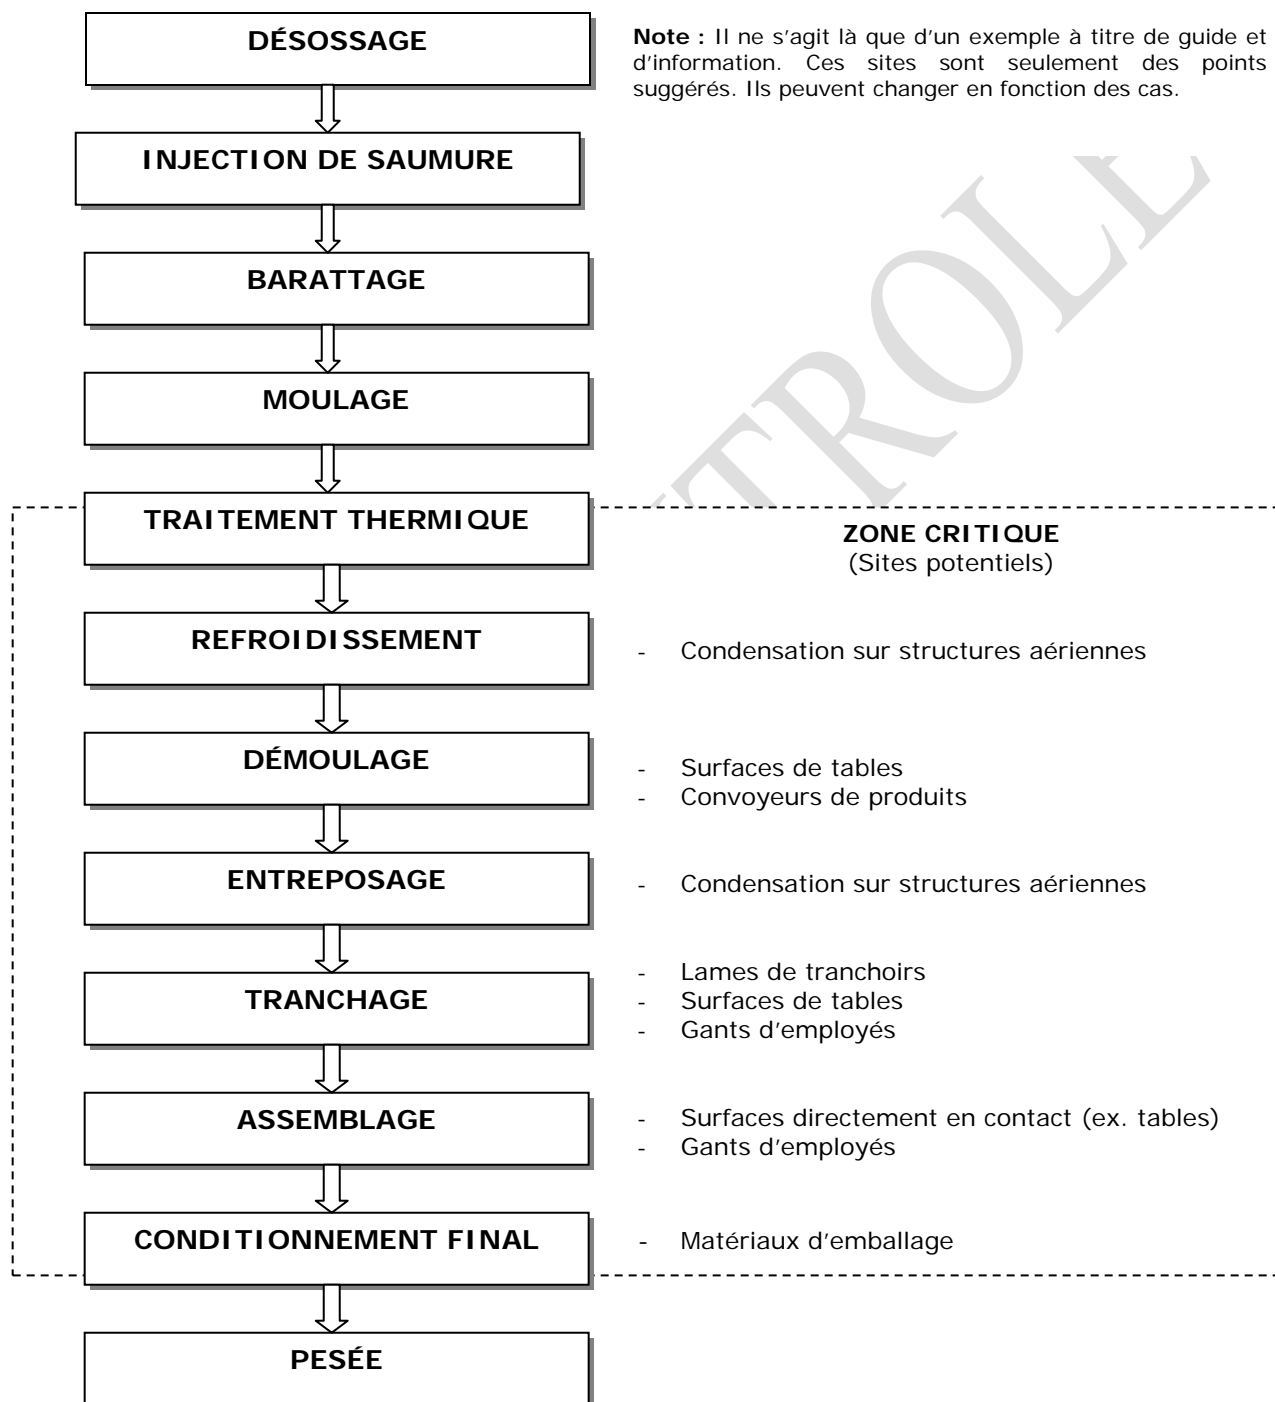 DÉSOSSAGE
Note : Il ne s'agit là que d'un exemple à titre de guide et
d'information. Ces sites sont seulement des points
suggérés. Ils peuvent changer en fonction des cas.
INJECTION DE SAUMURE
BARATTAGE
MOULAGE
TRAITEMENT THERMIQUE
ZONE CRITIQUE
(Sites potentiels)
REFROIDISSEMENT
- Condensation sur structures aériennes
DÉMOULAGE
- Surfaces de tables
- Convoyeurs de produits
ENTREPOSAGE
- Condensation sur structures aériennes
TRANCHAGE
- Lames de tranchoirs
- Surfaces de tables
- Gants d'employés
ASSEMBLAGE
- Surfaces directement en contact (ex. tables)
- Gants d'employés
CONDITIONNEMENT FINAL
- Matériaux d'emballage
PESÉE